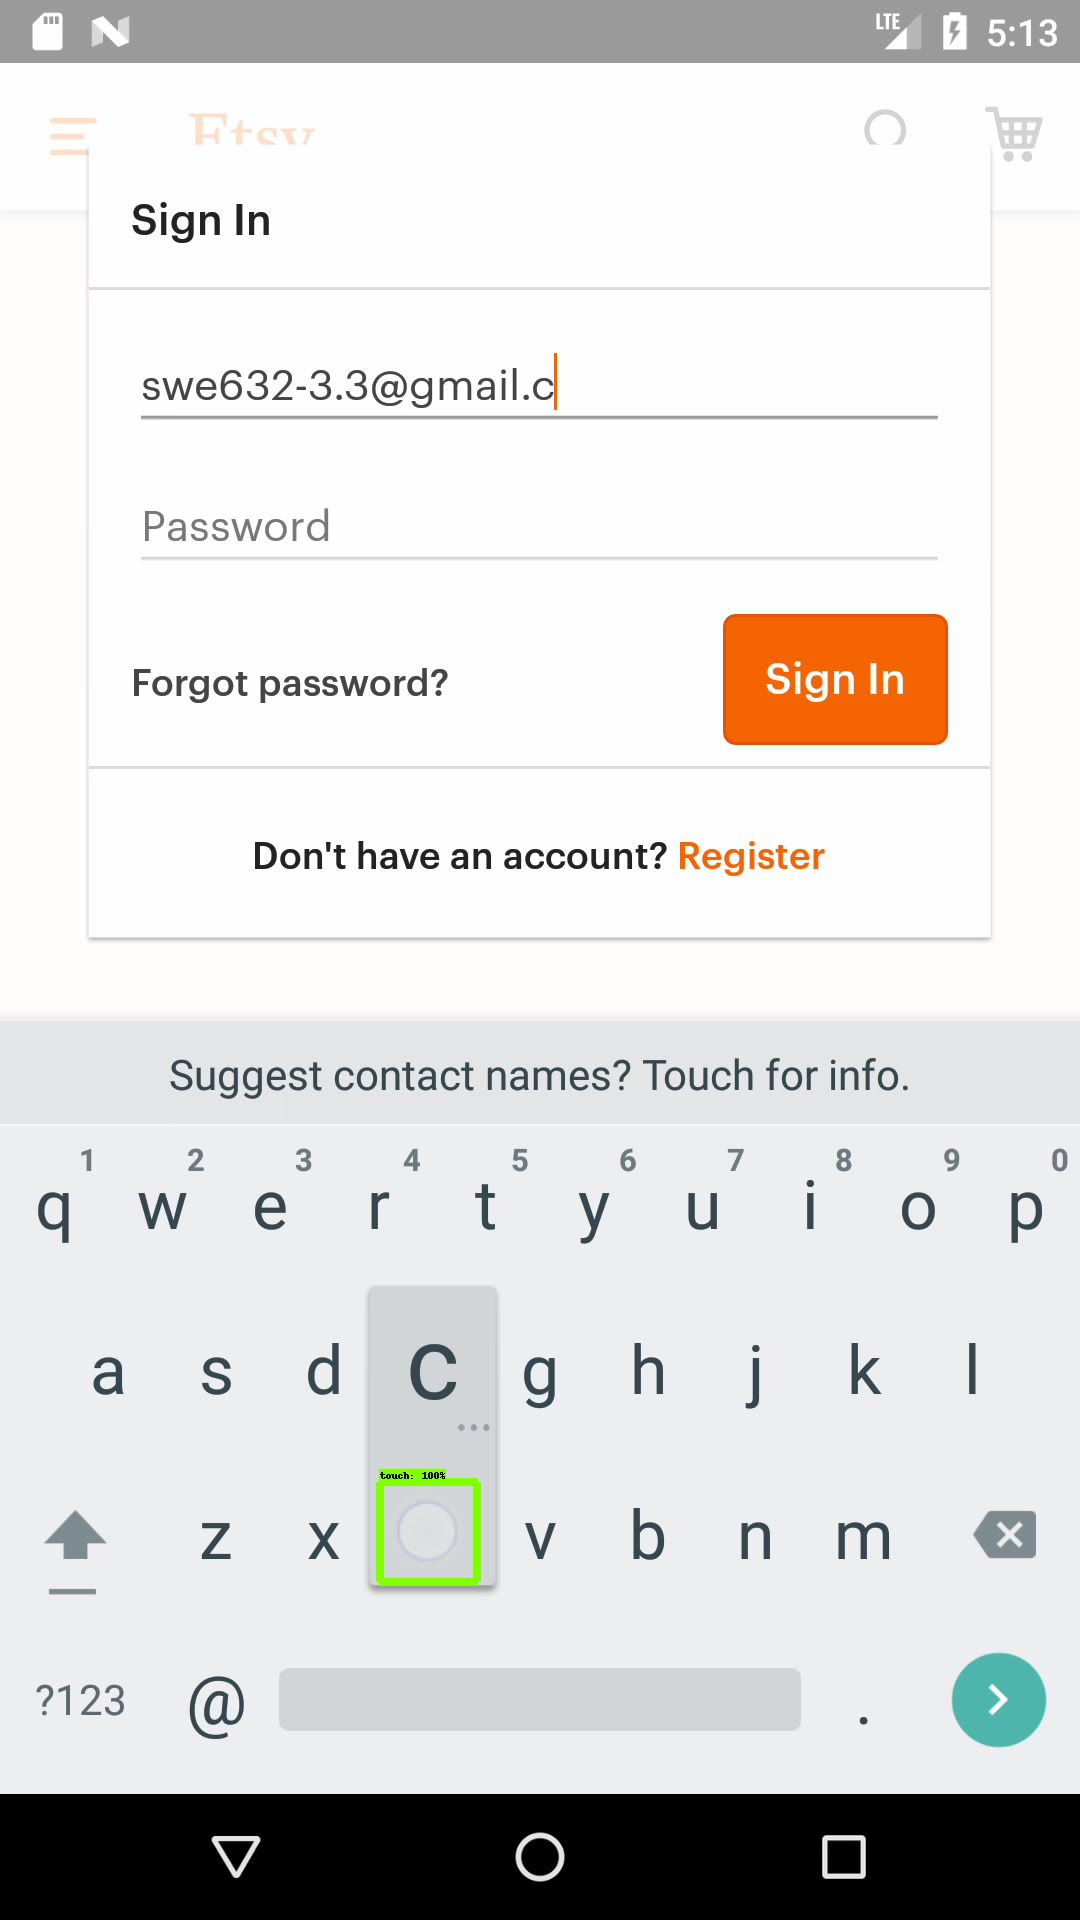 LTE 5:13
Etsy
Sign In
swe632-3.3@gmail.c
Password
Forgot password? Sign In
Don't have an account? Register
Suggest contact names? Touch for info.
1 2 3 4 5 6 7 8 9 0
q w e r t y u i o p
a s d c g h j k l
touch: 100%
z x v b n m
?123 @ .